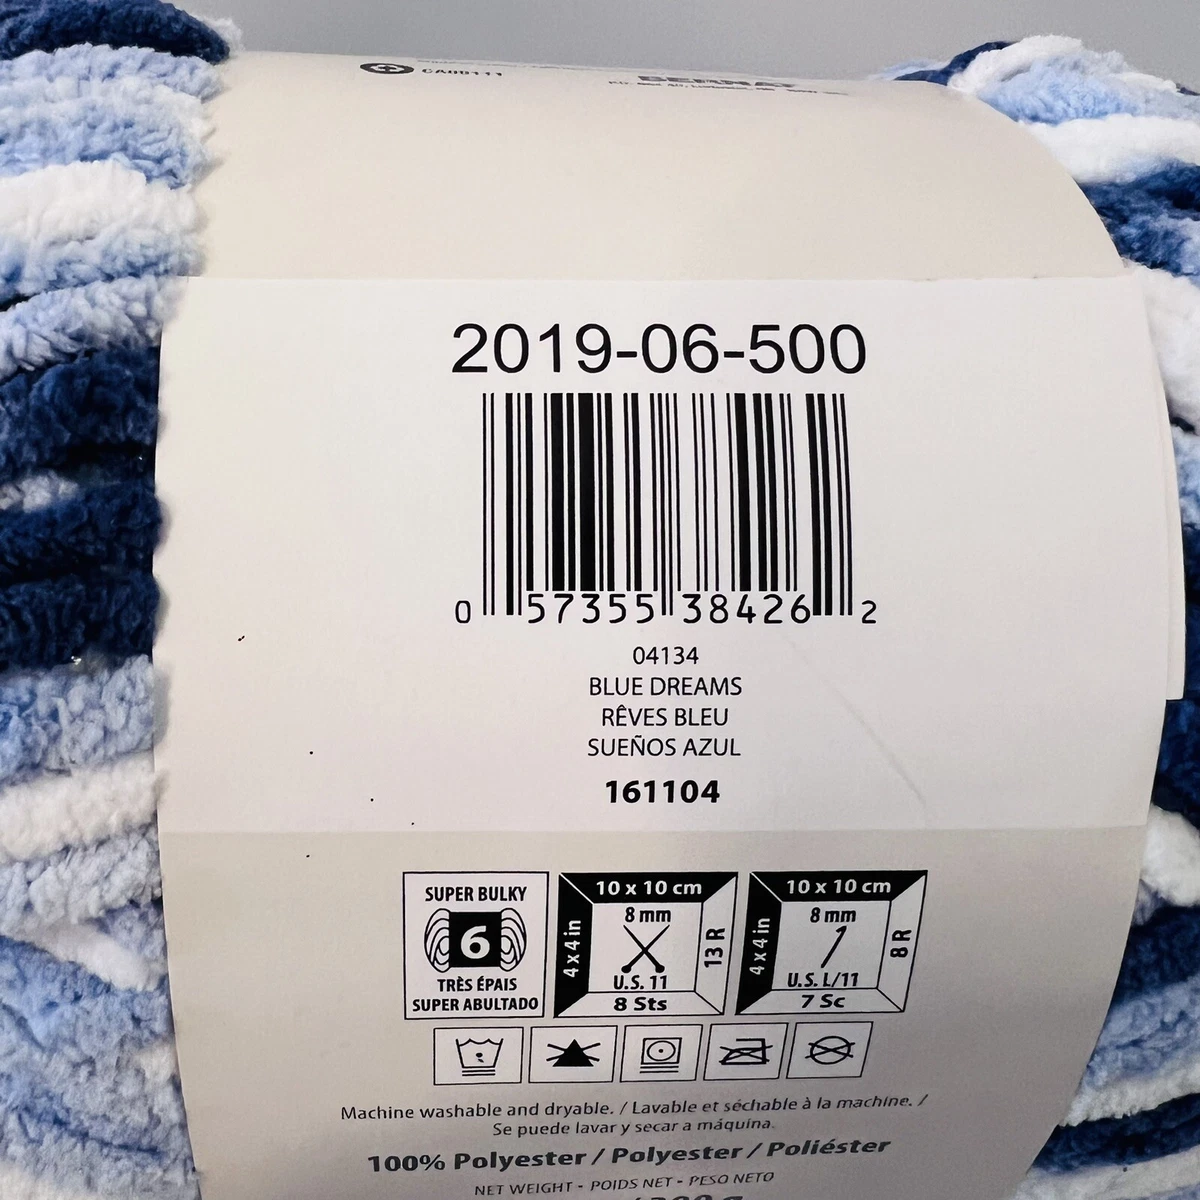 CA00111
BERNAT
2019-06-500
0 57355 38426 2
04134
BLUE DREAMS
RÊVES BLEU
SUEÑOS AZUL
161104
SUPER BULKY
6
TRÈS ÉPAIS
SUPER ABULTADO
10 x 10 cm
4 x 4 in
8 mm
13 R
U.S. 11
8 Sts
10 x 10 cm
4 x 4 in
8 mm
8 R
U.S. L/11
7 Sc
Machine washable and dryable. / Lavable et séchable à la machine. /
Se puede lavar y secar a máquina.
100% Polyester / Polyester / Poliéster
NET WEIGHT - POIDS NET - PESO NETO